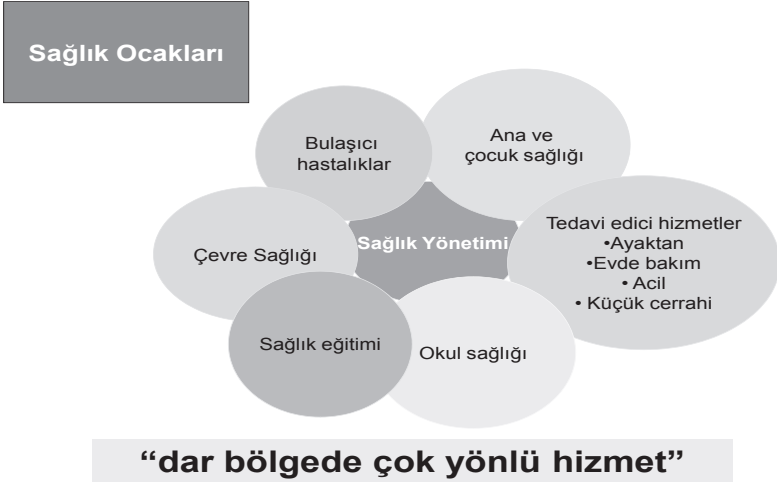 Sağlık Ocakları
Bulaşıcı
hastalıklar
Ana ve
çocuk sağlığı
Çevre Sağlığı
Sağlık Yönetimi
Tedavi edici hizmetler
•Ayaktan
•Evde bakım
• Acil
• Küçük cerrahi
Sağlık eğitimi
Okul sağlığı
“dar bölgede çok yönlü hizmet”